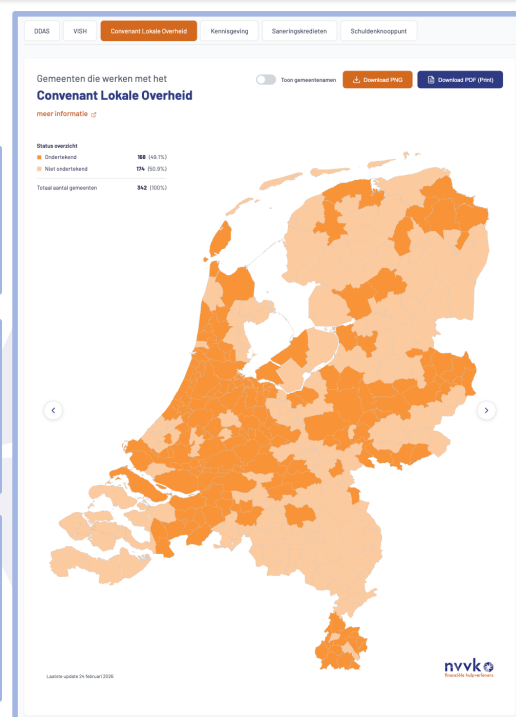 DDAS VISH Convenant Lokale Overheid Kennisgeving Saneringskredieten Schuldenknooppunt
Gemeenten die werken met het
Convenant Lokale Overheid
meer informatie
Toon gemeentenamen Download PNG Download PDF (Print)
Status overzicht
Ondertekend 168 (49.1%)
Niet ondertekend 174 (50.9%)
Totaal aantal gemeenten 342 (100%)
Laatste update 24 februari 2026
nvvk
financiële hulpverleners